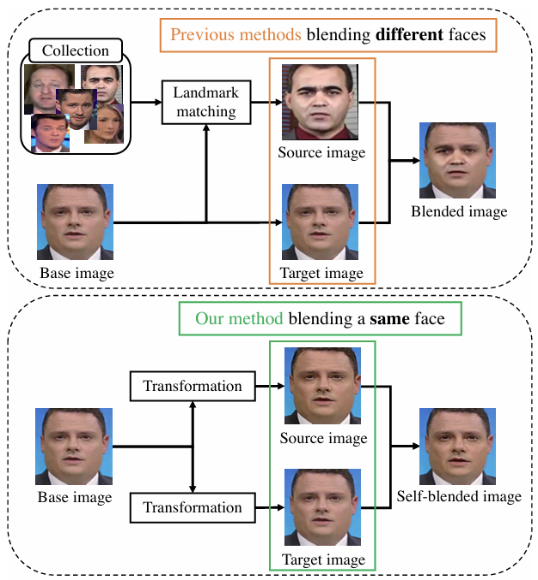 Previous methods blending different faces
Collection
Landmark
matching
Source image
Base image
Target image
Blended image
Our method blending a same face
Transformation
Source image
Base image
Self-blended image
Transformation
Target image